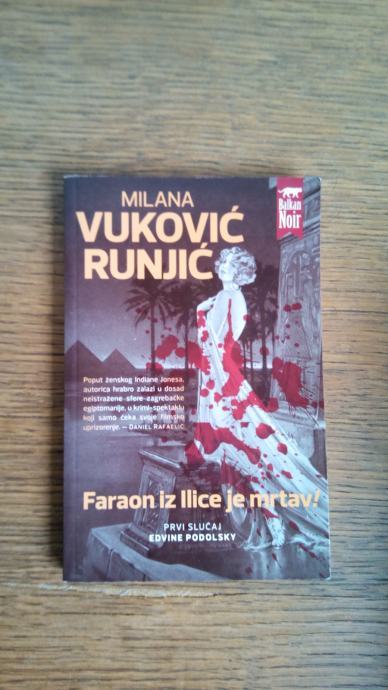 MILANA
VUKOVIĆ
RUNJIĆ
Balkan
Noir
Poput ženskog Indiane Jonesa,
autorica hrabro zalazi u dosad
neistražene sfere zagrebačke
egiptomanije, u krimi-spektaklu
koji samo čeka svoje filmsko
uprizorenje. — DANIEL RAFAELIĆ
Faraon iz Ilice je mrtav!
PRVI SLUČAJ
EDVINE PODOLSKY